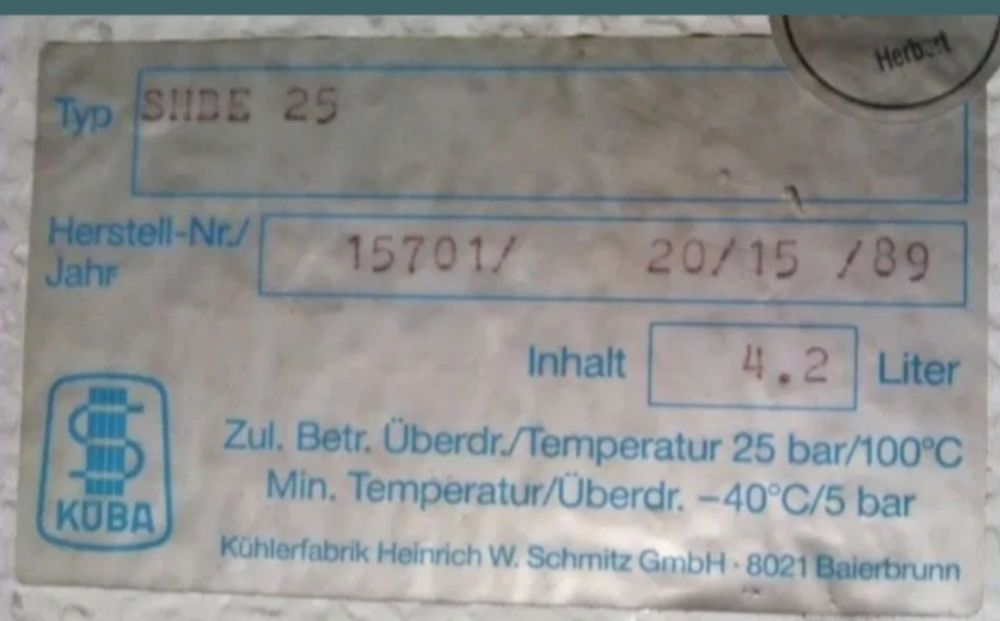 Herbert
Typ SHBE 25
Herstell-Nr./
Jahr 15701/ 20/15 /89
Inhalt 4.2 Liter
Zul. Betr. Überdr./Temperatur 25 bar/100°C
Min. Temperatur/Überdr. –40°C/5 bar
KÜBA
Kühlerfabrik Heinrich W. Schmitz GmbH · 8021 Baierbrunn